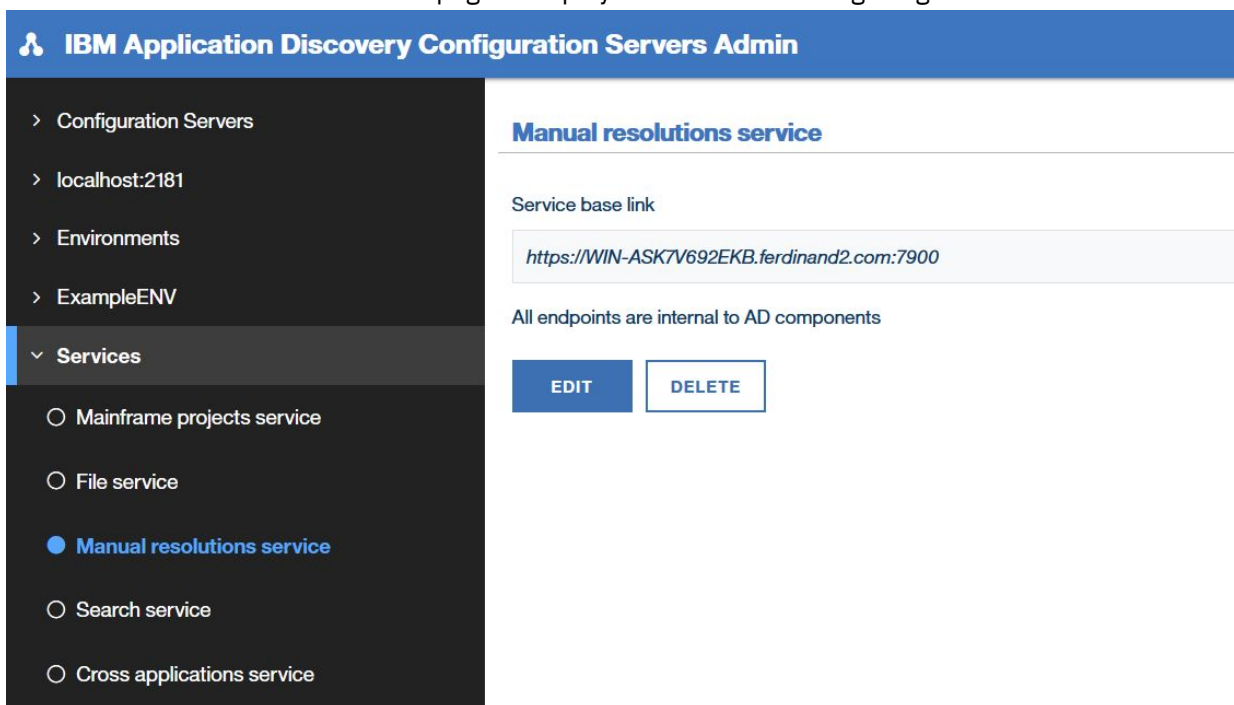 IBM Application Discovery Configuration Servers Admin
Configuration Servers
localhost:2181
Environments
ExampleENV
Services
Mainframe projects service
File service
Manual resolutions service
Search service
Cross applications service
Manual resolutions service
Service base link
https://WIN-ASK7V692EKB.ferdinand2.com:7900
All endpoints are internal to AD components
EDIT DELETE